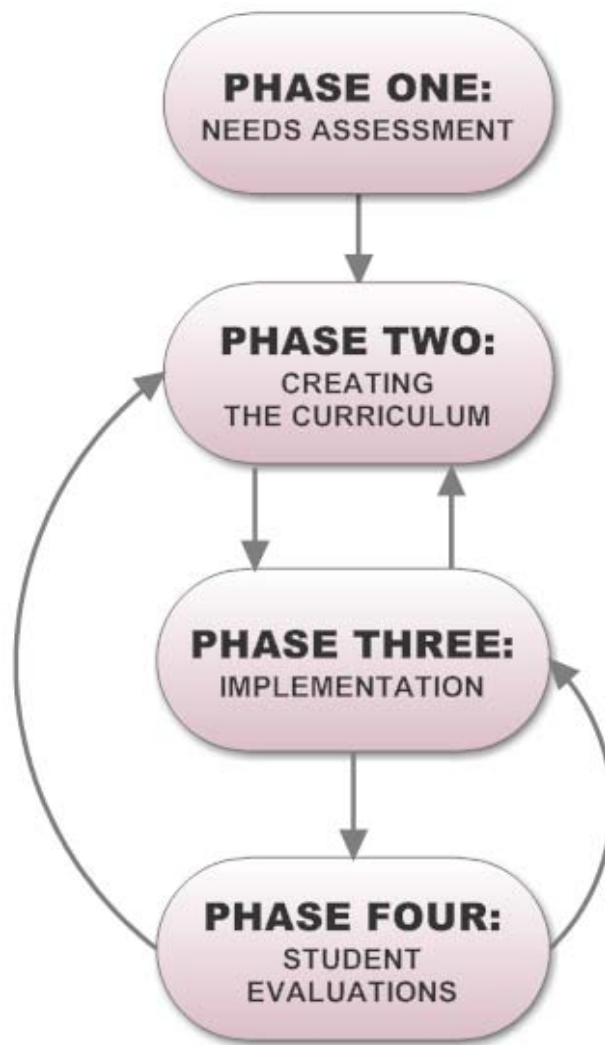 PHASE ONE:
NEEDS ASSESSMENT
PHASE TWO:
CREATING
THE CURRICULUM
PHASE THREE:
IMPLEMENTATION
PHASE FOUR:
STUDENT
EVALUATIONS